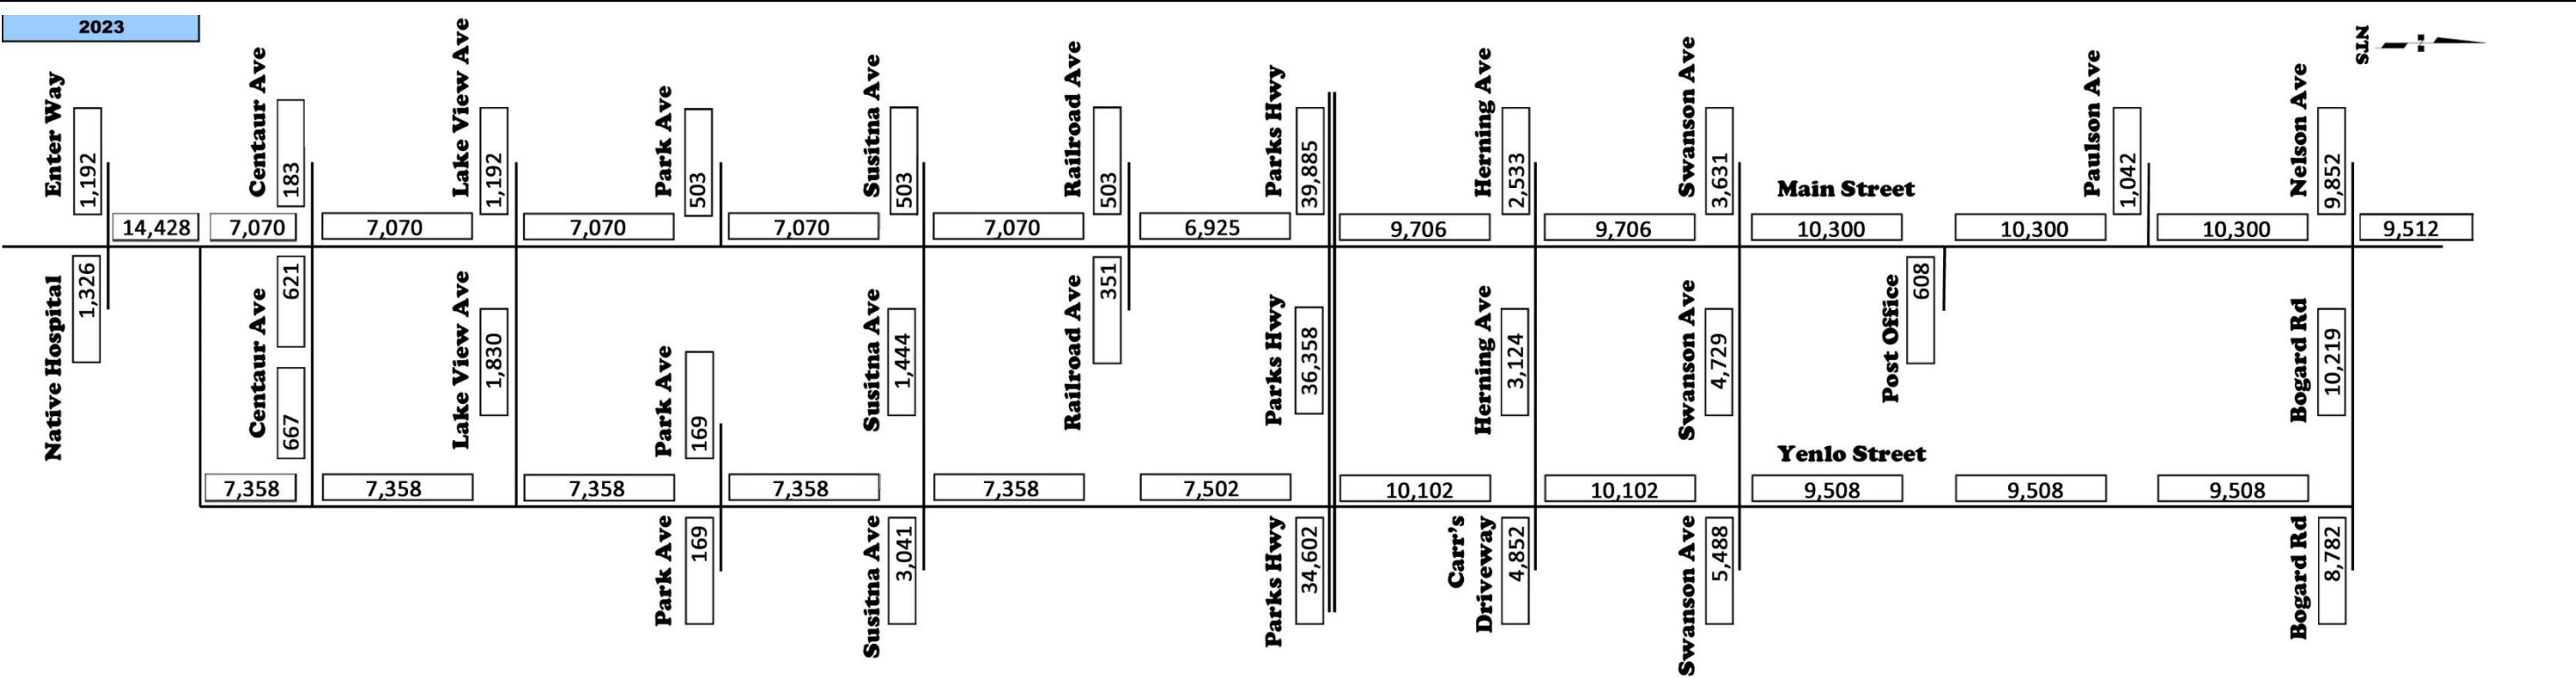 2023
NTS
Enter Way
1,192
Centaur Ave
183
Lake View Ave
1,192
Park Ave
503
Susitna Ave
503
Railroad Ave
503
Parks Hwy
39,885
Herning Ave
2,533
Swanson Ave
3,631
Main Street
Paulson Ave
1,042
Nelson Ave
9,852
14,428
7,070
7,070
7,070
7,070
7,070
6,925
9,706
9,706
10,300
10,300
10,300
9,512
Native Hospital
1,326
Centaur Ave
621
667
Lake View Ave
1,830
Park Ave
169
Susitna Ave
1,444
Railroad Ave
351
Parks Hwy
36,358
Herning Ave
3,124
Swanson Ave
4,729
Post Office
608
Bogard Rd
10,219
Yenlo Street
7,358
7,358
7,358
7,358
7,358
7,502
10,102
10,102
9,508
9,508
9,508
Park Ave
169
Susitna Ave
3,041
Parks Hwy
34,602
Carr's
Driveway
4,852
Swanson Ave
5,488
Bogard Rd
8,782